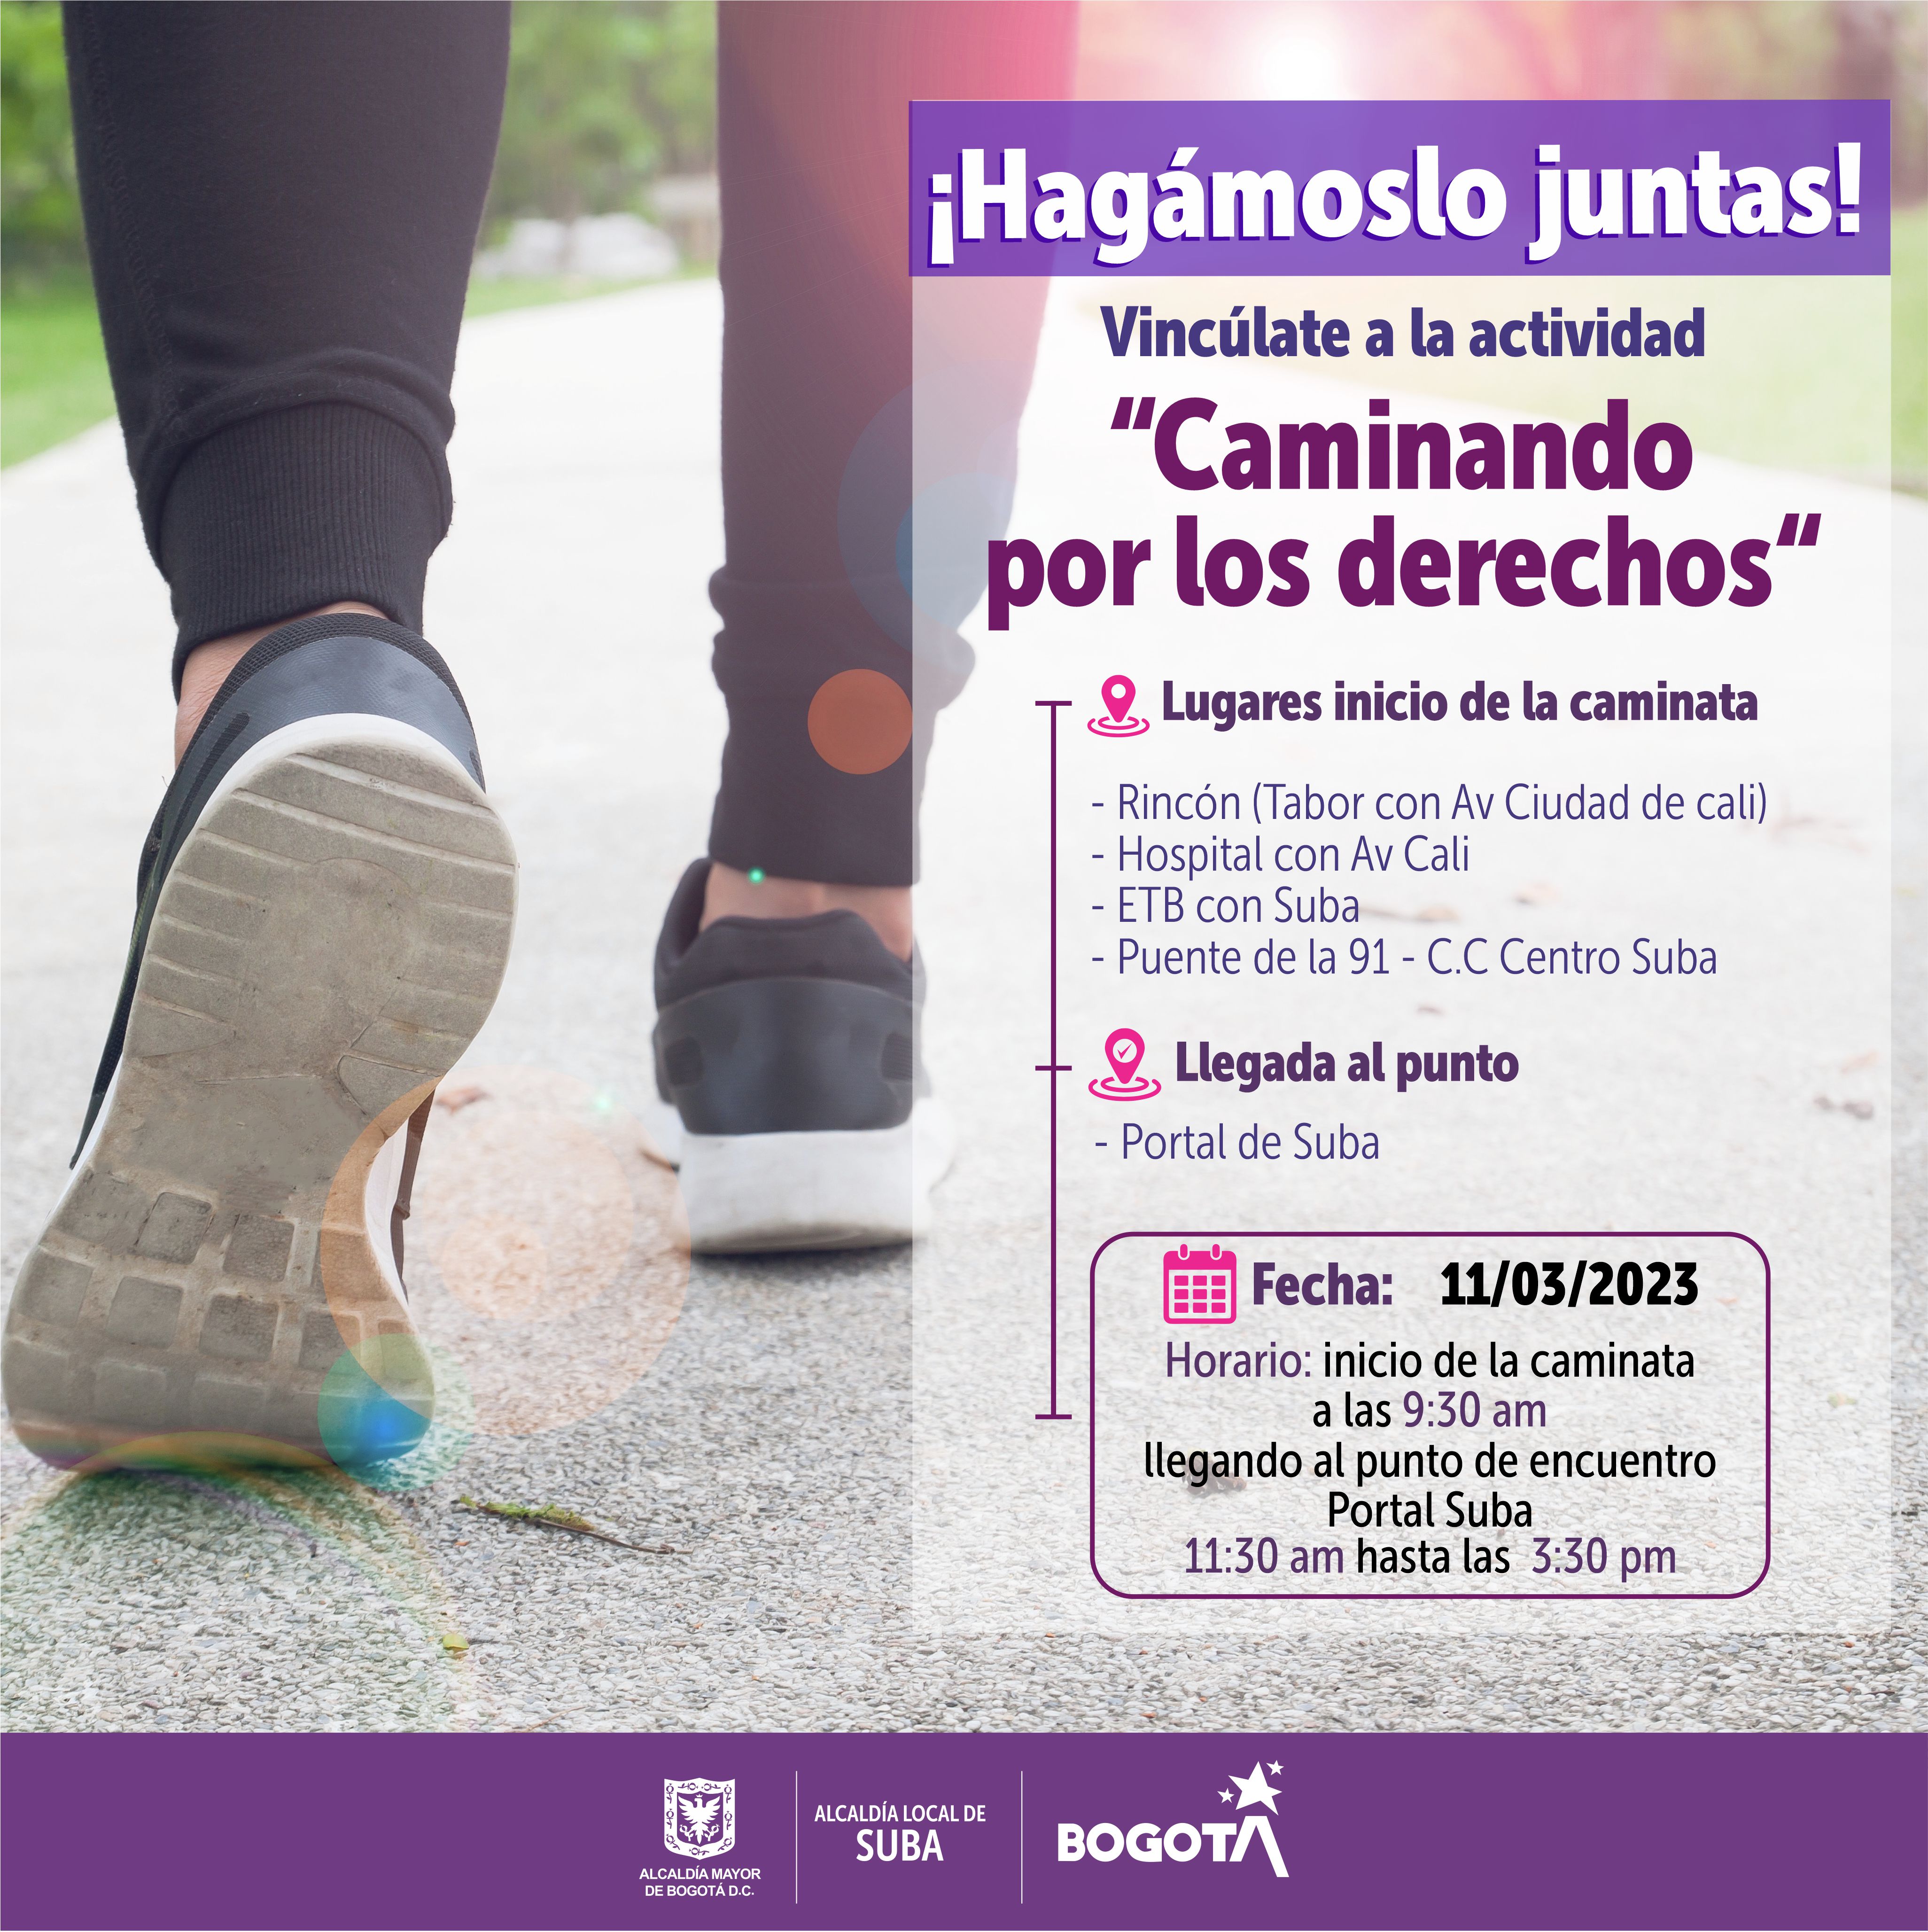 ¡Hagámoslo juntas!
Vincúlate a la actividad
“Caminando
por los derechos“
Lugares inicio de la caminata
- Rincón (Tabor con Av Ciudad de cali)
- Hospital con Av Cali
- ETB con Suba
- Puente de la 91 - C.C Centro Suba
Llegada al punto
- Portal de Suba
Fecha: 11/03/2023
Horario: inicio de la caminata
a las 9:30 am
llegando al punto de encuentro
Portal Suba
11:30 am hasta las 3:30 pm
ALCALDÍA MAYOR
DE BOGOTÁ D.C.
ALCALDÍA LOCAL DE
SUBA
BOGOTÁ